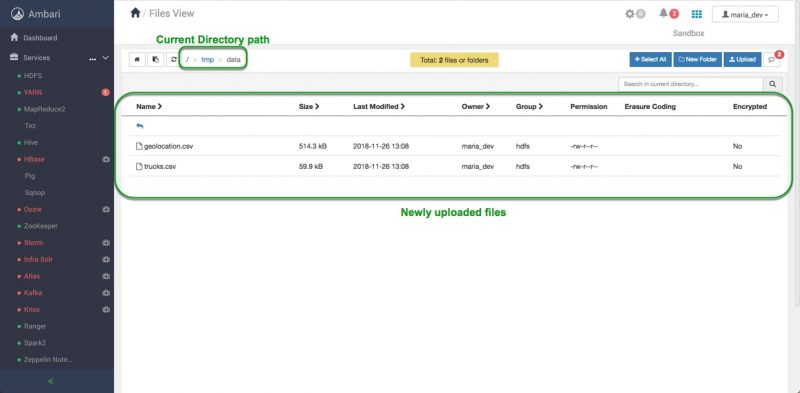 Ambari
Files View
0
2
maria_dev
Sandbox
Dashboard
Services
...
HDFS
YARN
1
MapReduce2
Tez
Hive
HBase
Pig
Sqoop
Oozie
ZooKeeper
Storm
Infra Solr
Atlas
Kafka
Knox
Ranger
Spark2
Zeppelin Note...
«
Current Directory path
/ > tmp > data
Total: 2 files or folders
+ Select All
New Folder
Upload
2
Search in current directory...
Name > Size > Last Modified > Owner > Group > Permission Erasure Coding Encrypted
geolocation.csv 514.3 kB 2018-11-26 13:08 maria_dev hdfs -rw-r--r-- No
trucks.csv 59.9 kB 2018-11-26 13:08 maria_dev hdfs -rw-r--r-- No
Newly uploaded files